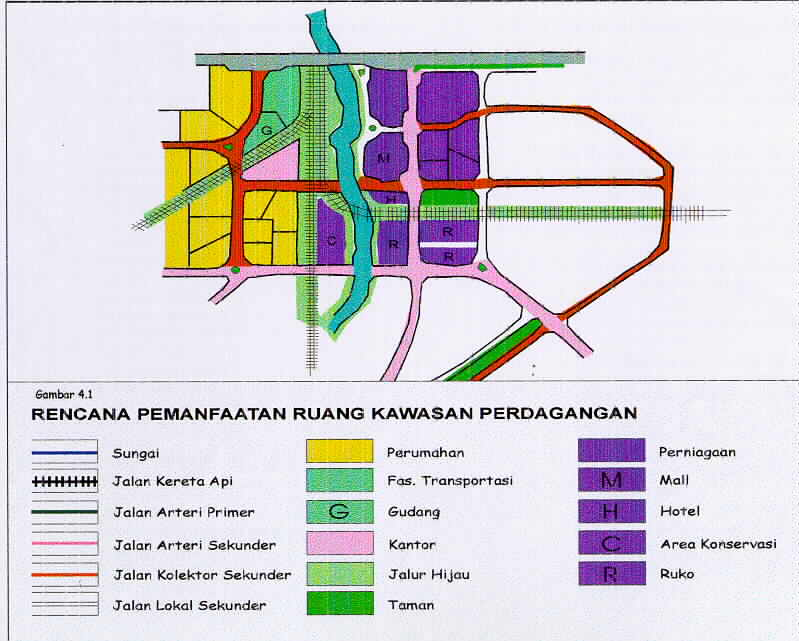 G
M
H
C
R
R
R
Gambar 4.1
RENCANA PEMANFAATAN RUANG KAWASAN PERDAGANGAN
Sungai
Jalan Kereta Api
Jalan Arteri Primer
Jalan Arteri Sekunder
Jalan Kolektor Sekunder
Jalan Lokal Sekunder
Perumahan
Fas. Transportasi
G Gudang
Kantor
Jalur Hijau
Taman
Perniagaan
M Mall
H Hotel
C Area Konservasi
R Ruko